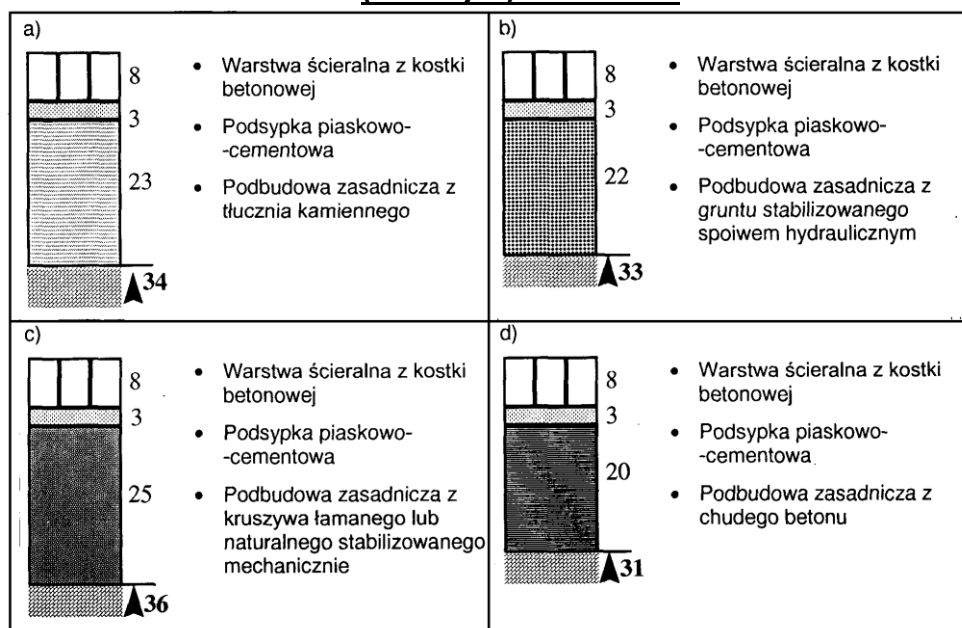 a)
8
3
23
34
• Warstwa ścieralna z kostki
betonowej
• Podsypka piaskowo-
-cementowa
• Podbudowa zasadnicza z
tłucznia kamiennego
b)
8
3
22
33
• Warstwa ścieralna z kostki
betonowej
• Podsypka piaskowo-
-cementowa
• Podbudowa zasadnicza z
gruntu stabilizowanego
spoiwem hydraulicznym
c)
8
3
25
36
• Warstwa ścieralna z kostki
betonowej
• Podsypka piaskowo-
-cementowa
• Podbudowa zasadnicza z
kruszywa łamanego lub
naturalnego stabilizowanego
mechanicznie
d)
8
3
20
31
• Warstwa ścieralna z kostki
betonowej
• Podsypka piaskowo-
-cementowa
• Podbudowa zasadnicza z
chudego betonu